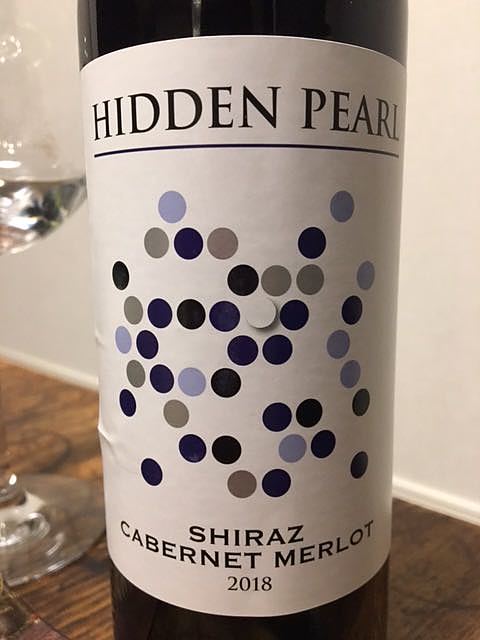 HIDDEN PEARL
SHIRAZ
CABERNET MERLOT
2018